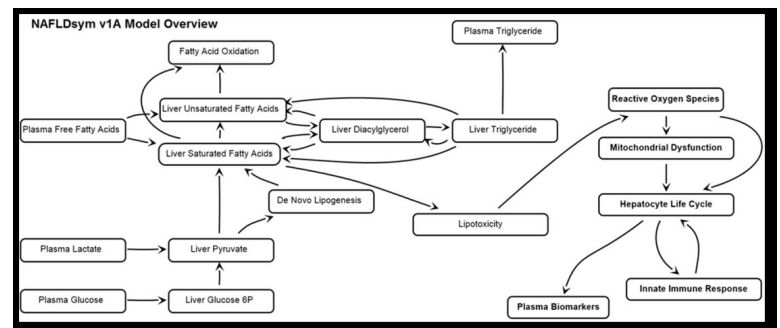 NAFLDsym v1A Model Overview
Plasma Triglyceride
Fatty Acid Oxidation
Liver Unsaturated Fatty Acids
Reactive Oxygen Species
Plasma Free Fatty Acids
Liver Diacylglycerol
Liver Triglyceride
Mitochondrial Dysfunction
Liver Saturated Fatty Acids
De Novo Lipogenesis
Hepatocyte Life Cycle
Lipotoxicity
Plasma Lactate
Liver Pyruvate
Innate Immune Response
Plasma Glucose
Liver Glucose 6P
Plasma Biomarkers